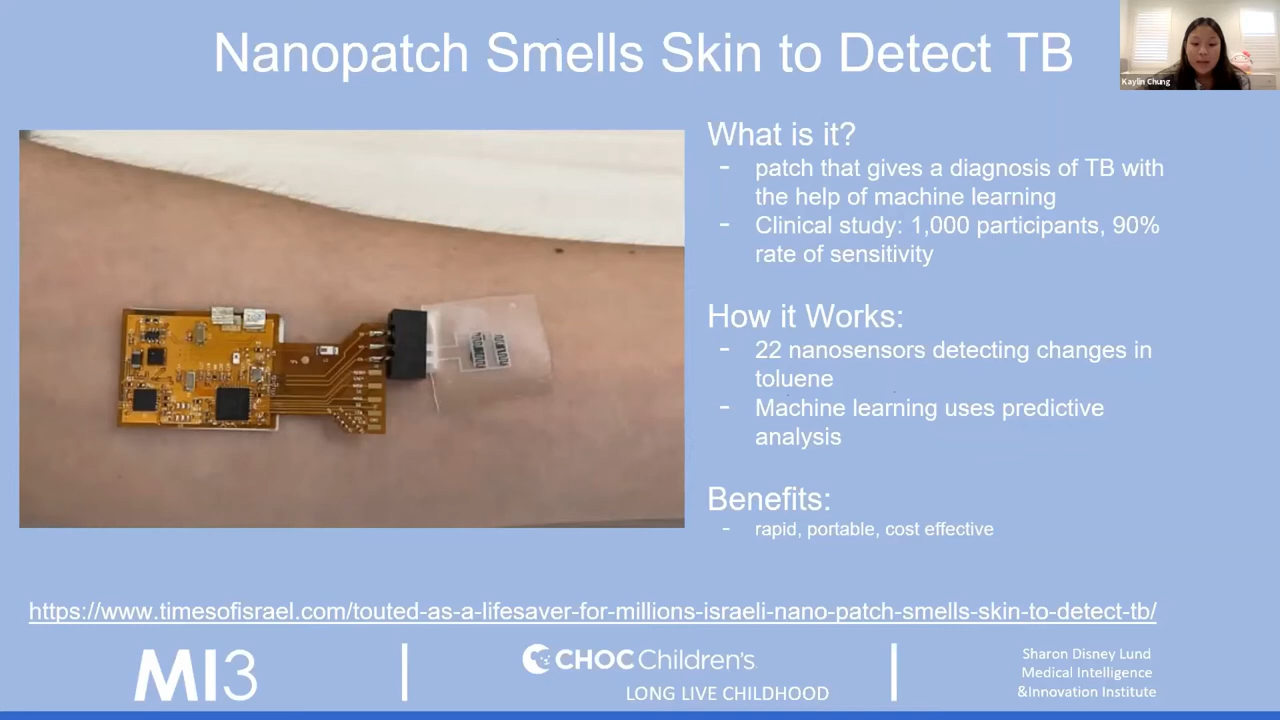 Nanopatch Smells Skin to Detect TB
Kaylin Chung
What is it?
- patch that gives a diagnosis of TB with
the help of machine learning
- Clinical study: 1,000 participants, 90%
rate of sensitivity
How it Works:
- 22 nanosensors detecting changes in
toluene
- Machine learning uses predictive
analysis
Benefits:
- rapid, portable, cost effective
https://www.timesofisrael.com/touted-as-a-lifesaver-for-millions-israeli-nano-patch-smells-skin-to-detect-tb/
MI3
CHOC Children's
LONG LIVE CHILDHOOD
Sharon Disney Lund
Medical Intelligence
&Innovation Institute